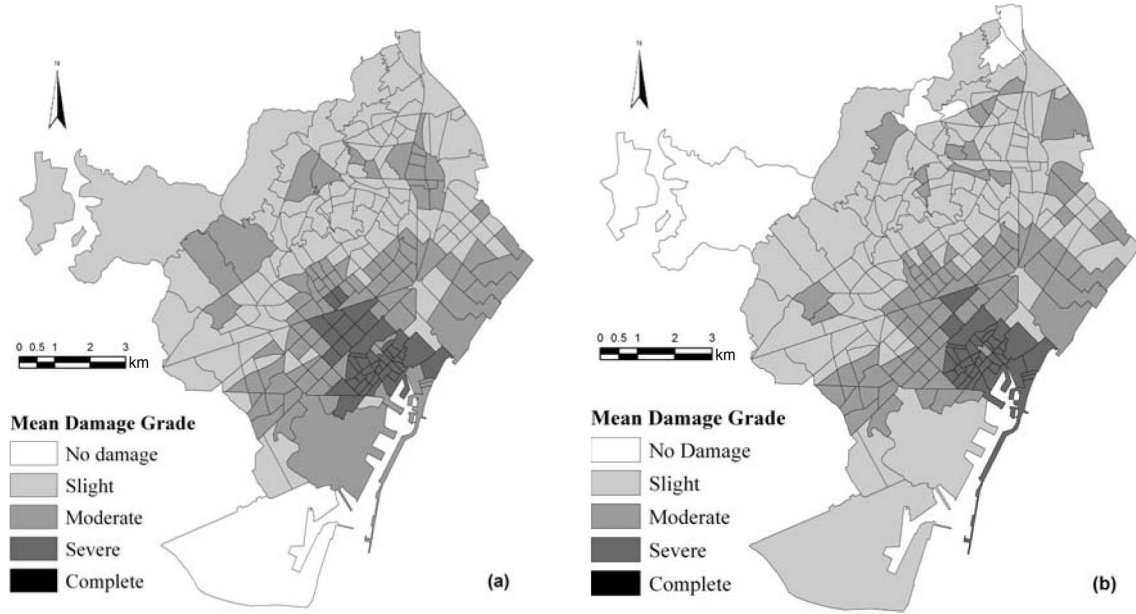 N
0 0.5 1 2 3
km
Mean Damage Grade
No damage
Slight
Moderate
Severe
Complete
(a)
N
0 0.5 1 2 3
km
Mean Damage Grade
No Damage
Slight
Moderate
Severe
Complete
(b)